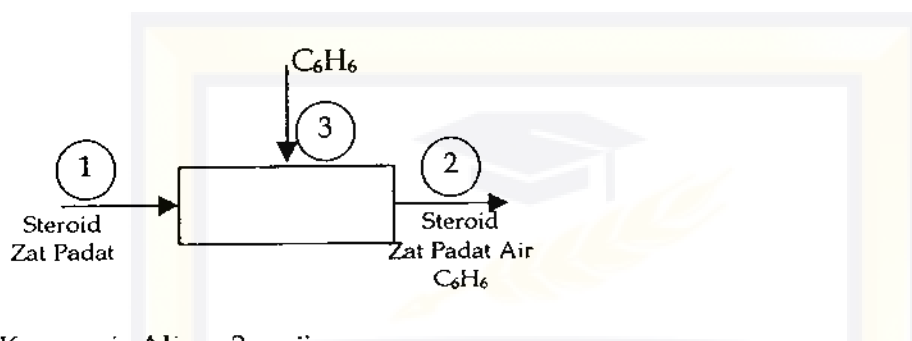 C₆H₆
3
1
2
Steroid
Zat Padat
Steroid
Zat Padat Air
C₆H₆